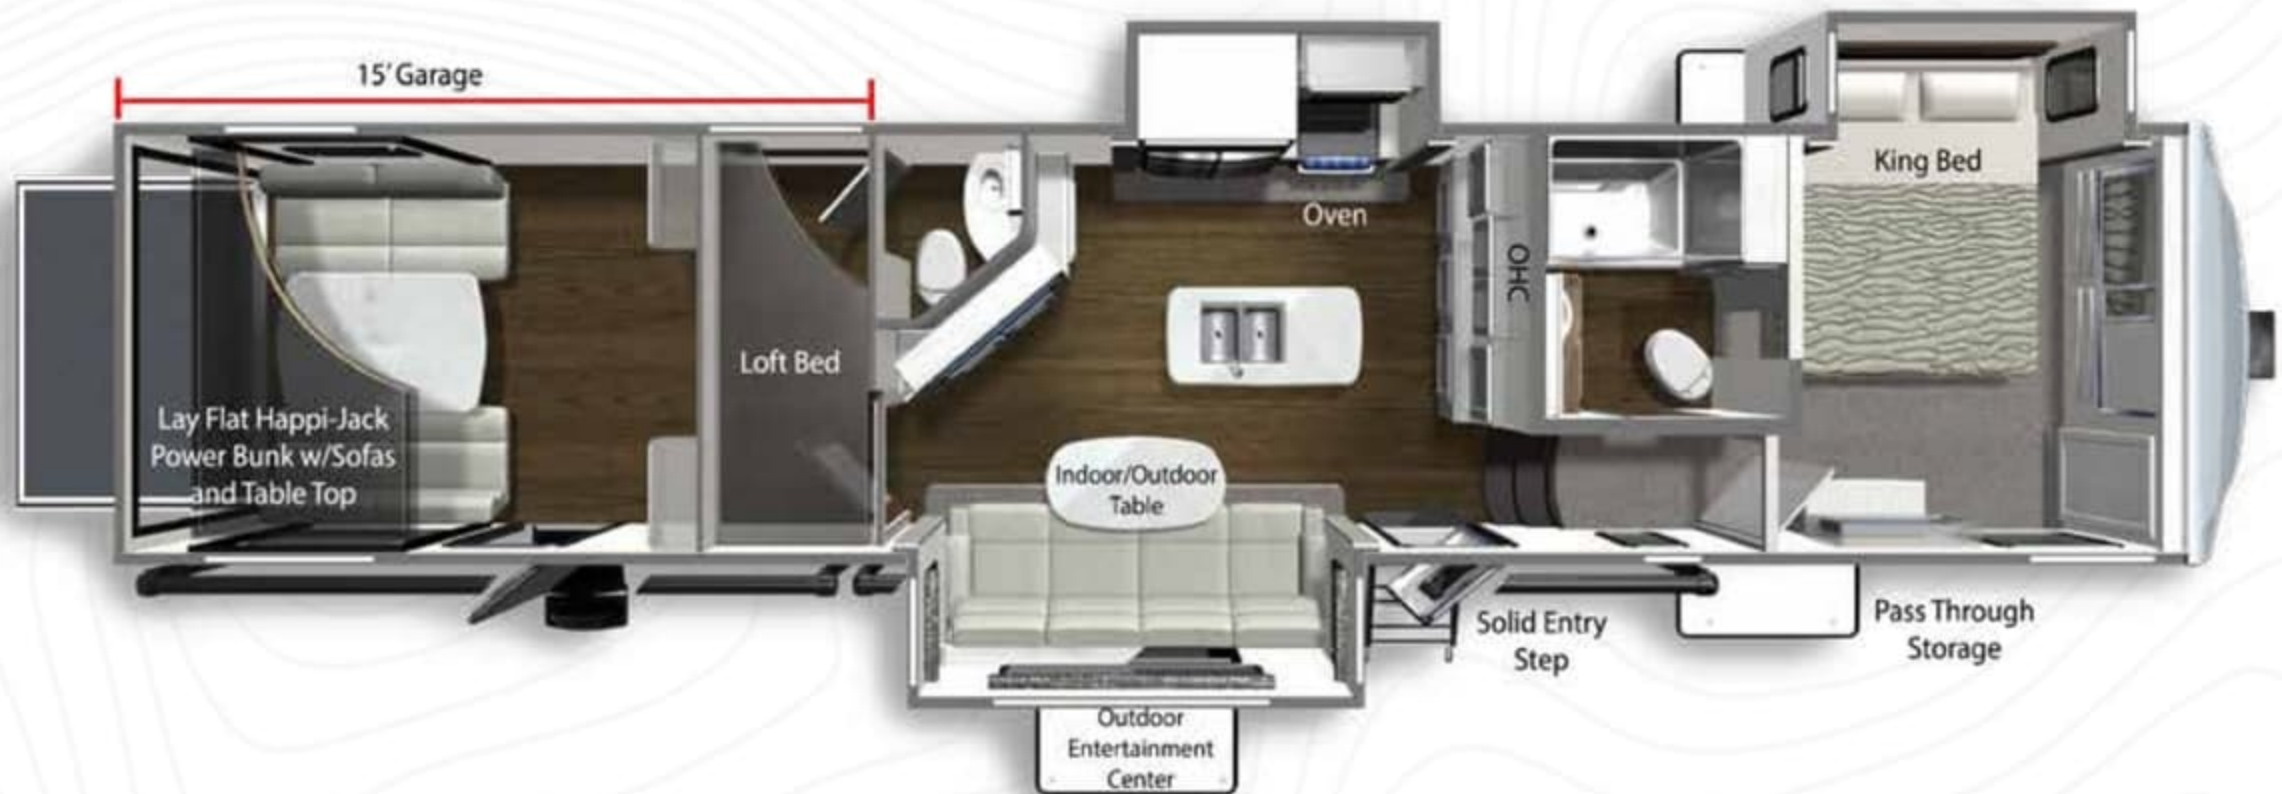 15' Garage
King Bed
Oven
OHC
Loft Bed
Lay Flat Happi-Jack
Power Bunk w/Sofas
and Table Top
Indoor/Outdoor
Table
Solid Entry
Step
Pass Through
Storage
Outdoor
Entertainment
Center